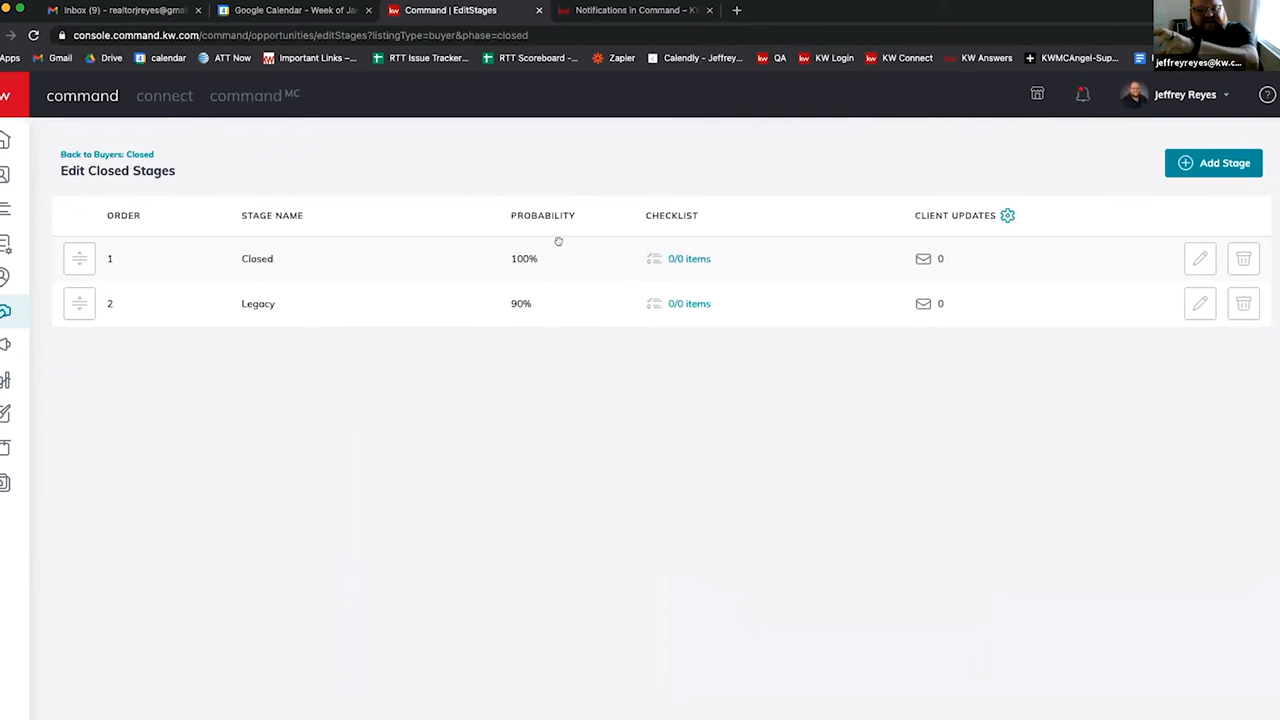 Inbox (9) - realtorjreyes@gmai
Google Calendar - Week of Ja
Command | EditStages
Notifications in Command – K
console.command.kw.com/command/opportunities/editStages?listingType=buyer&phase=closed
Apps Gmail Drive calendar ATT Now Important Links –... RTT Issue Tracker... RTT Scoreboard -... Zapier Calendly - Jeffrey... QA KW Login KW Connect KW Answers KWMCAngel-Sup...
jeffreyreyes@kw.c...
command connect command MC
Jeffrey Reyes
Back to Buyers: Closed
Edit Closed Stages
Add Stage
ORDER STAGE NAME PROBABILITY CHECKLIST CLIENT UPDATES
1 Closed 100% 0/0 items 0
2 Legacy 90% 0/0 items 0